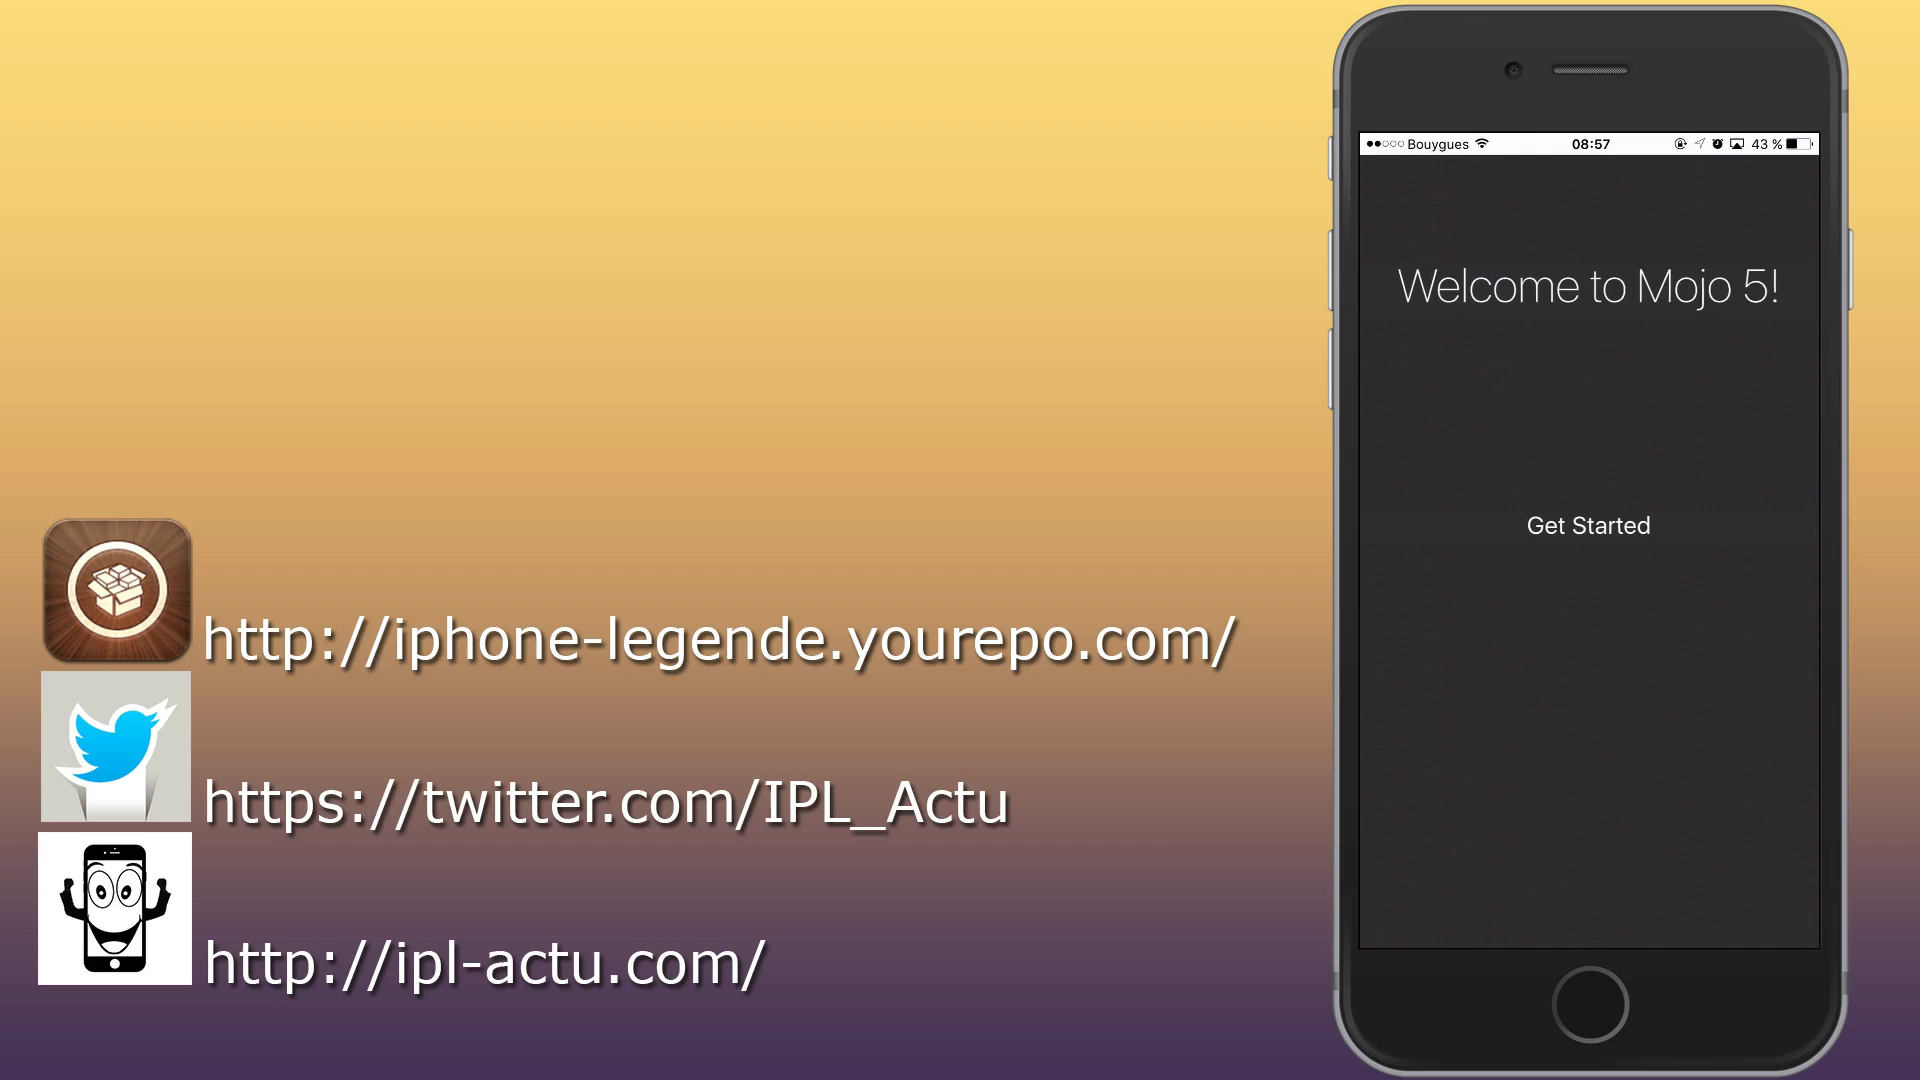 Bouygues 08:57 43 %
Welcome to Mojo 5!
Get Started
http://iphone-legende.yourepo.com/
https://twitter.com/IPL_Actu
http://ipl-actu.com/